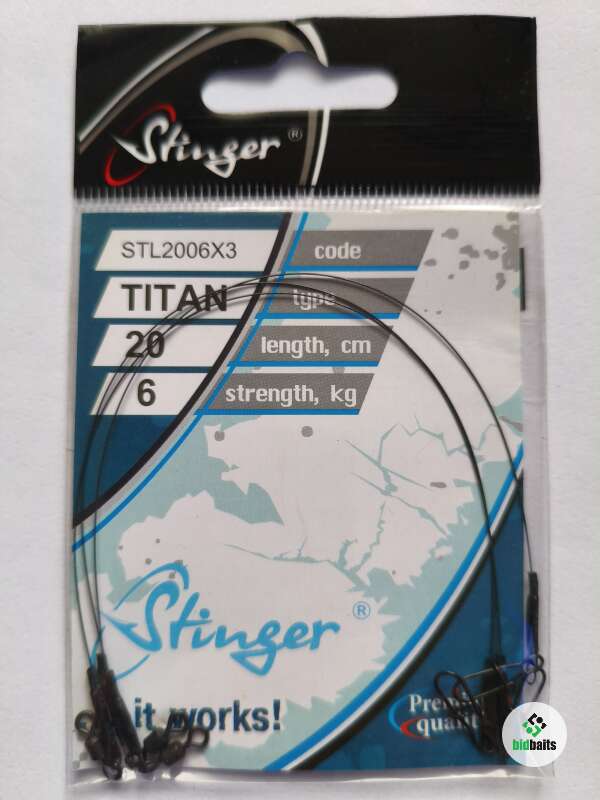 Stinger ®
STL2006X3 code
TITAN type
20 length, cm
6 strength, kg
Stinger ®
it works!
Premium
quality
bidbaits